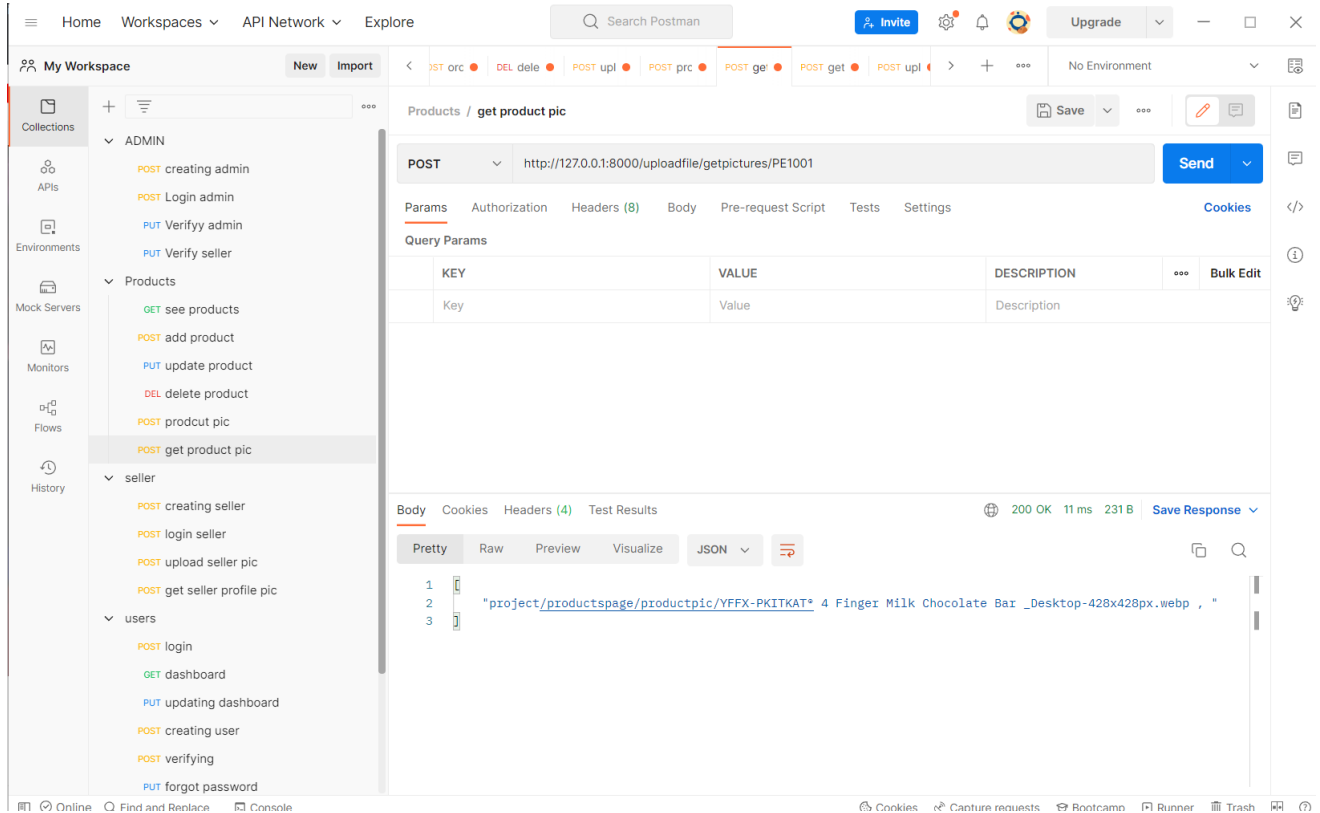 Home Workspaces API Network Explore Search Postman Invite Upgrade
My Workspace New Import
OST orc DEL dele POST upl POST prc POST get POST get POST upl No Environment
Collections
APIs
Environments
Mock Servers
Monitors
Flows
History
ADMIN
POST creating admin
POST Login admin
PUT Verifyy admin
PUT Verify seller
Products
GET see products
POST add product
PUT update product
DEL delete product
POST prodcut pic
POST get product pic
seller
POST creating seller
POST login seller
POST upload seller pic
POST get seller profile pic
users
POST login
GET dashboard
PUT updating dashboard
POST creating user
POST verifying
PUT forgot password
Products / get product pic Save
POST http://127.0.0.1:8000/uploadfile/getpictures/PE1001 Send
Params Authorization Headers (8) Body Pre-request Script Tests Settings Cookies
Query Params
KEY VALUE DESCRIPTION Bulk Edit
Key Value Description
Body Cookies Headers (4) Test Results 200 OK 11 ms 231 B Save Response
Pretty Raw Preview Visualize JSON
1 [
2 "project/productspage/productpic/YFFX-PKITKAT® 4 Finger Milk Chocolate Bar _Desktop-428x428px.webp , "
3 ]
Online Find and Replace Console Cookies Capture requests Bootcamp Runner Trash